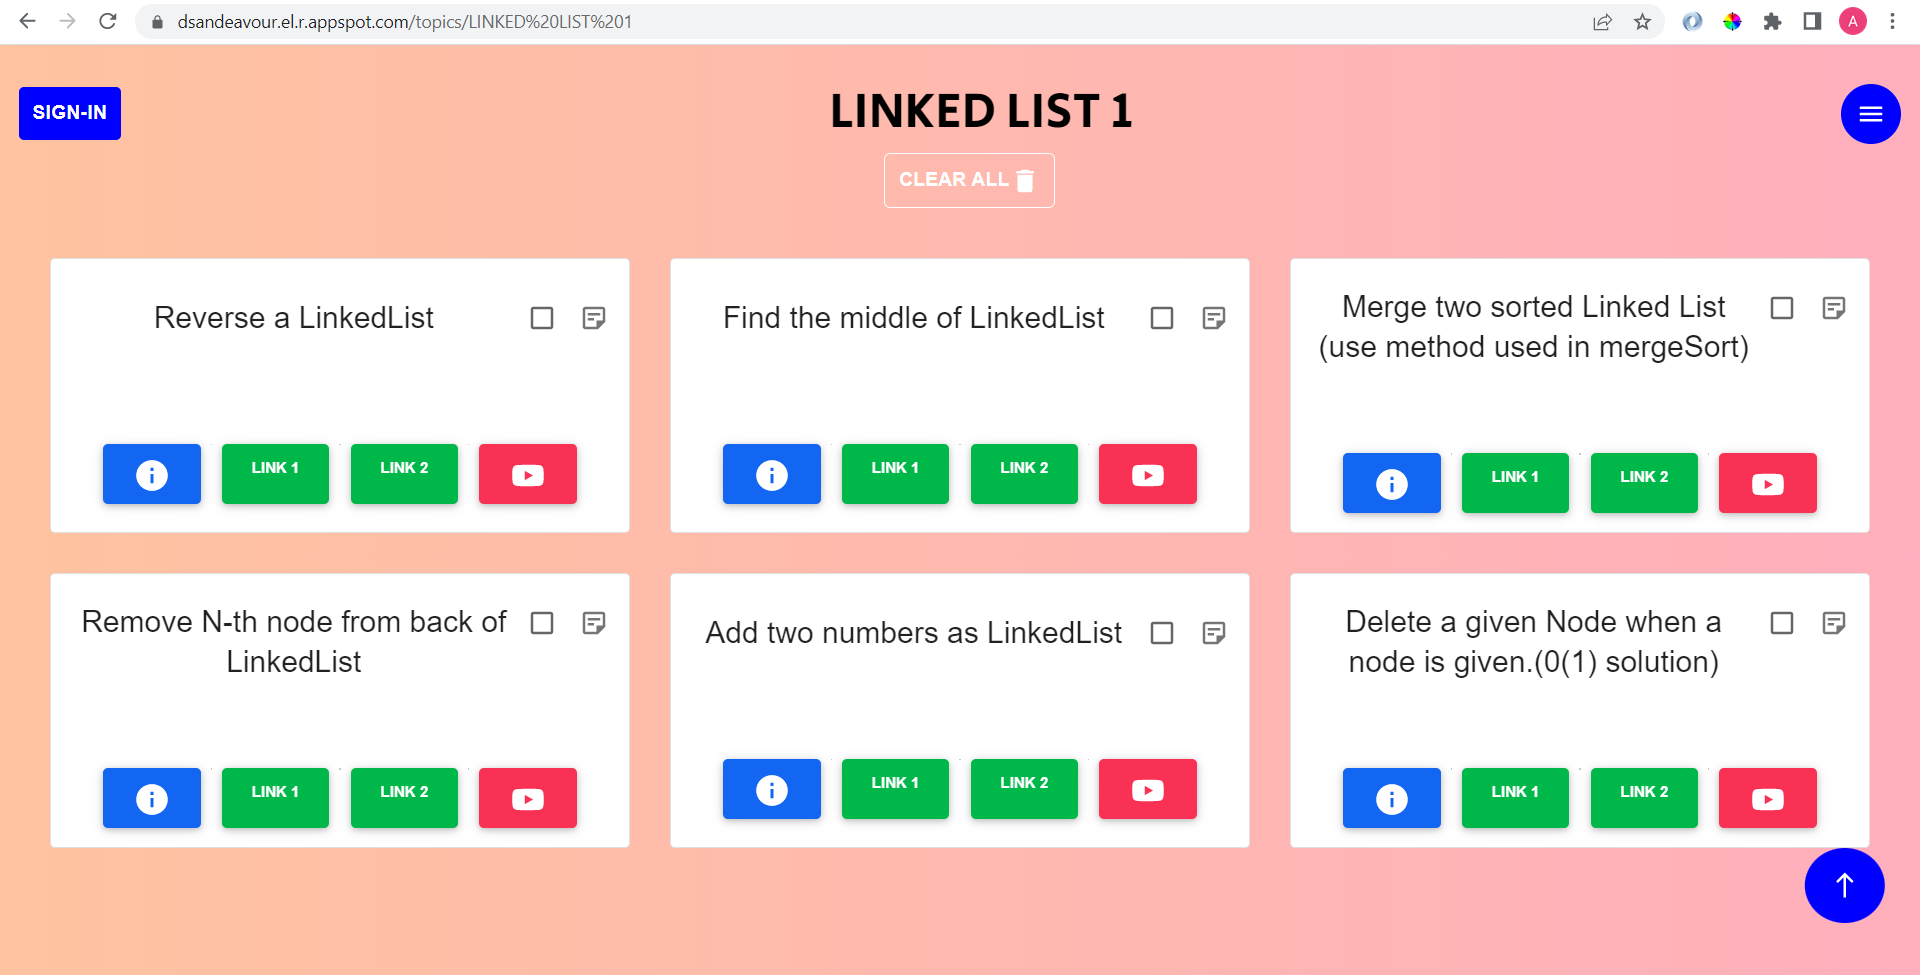 dsandeavour.el.r.appspot.com/topics/LINKED%20LIST%201
A
SIGN-IN
LINKED LIST 1
CLEAR ALL
Reverse a LinkedList
LINK 1
LINK 2
Find the middle of LinkedList
LINK 1
LINK 2
Merge two sorted Linked List
(use method used in mergeSort)
LINK 1
LINK 2
Remove N-th node from back of
LinkedList
LINK 1
LINK 2
Add two numbers as LinkedList
LINK 1
LINK 2
Delete a given Node when a
node is given.(0(1) solution)
LINK 1
LINK 2